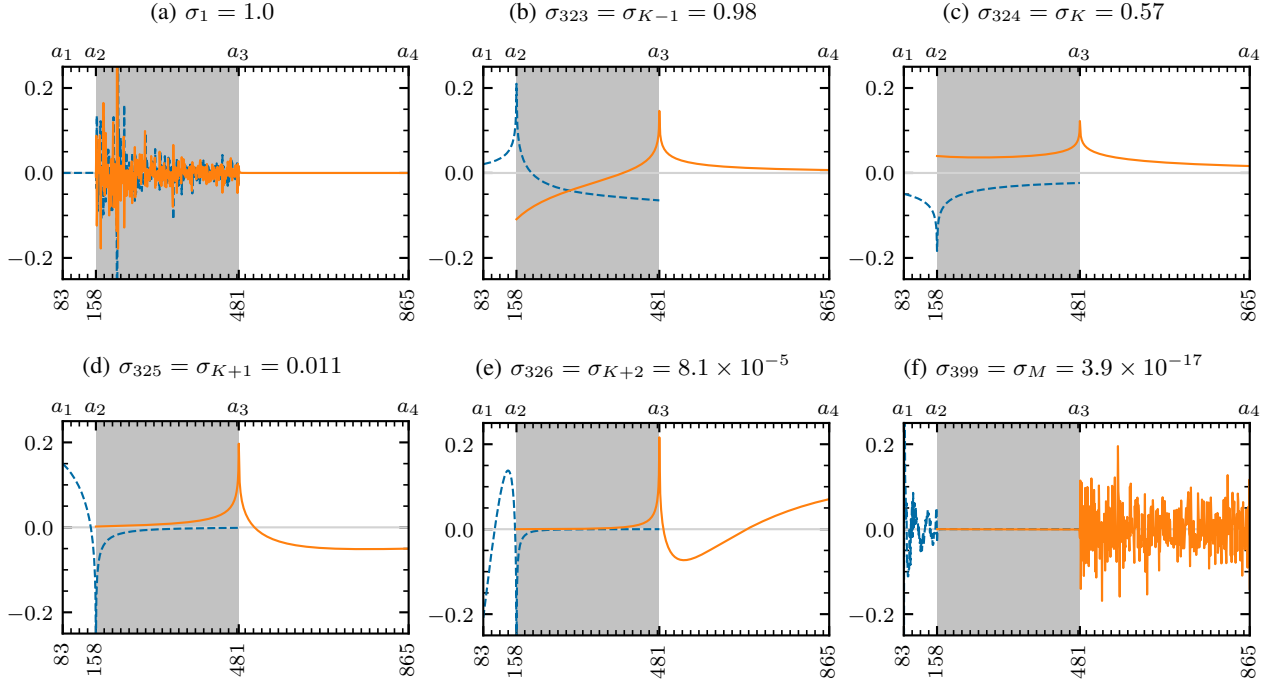 (a) σ₁ = 1.0
(b) σ₃₂₃ = σ_{K−1} = 0.98
(c) σ₃₂₄ = σ_K = 0.57
a₁ a₂ a₃ a₄
a₁ a₂ a₃ a₄
a₁ a₂ a₃ a₄
0.2
0.0
−0.2
0.2
0.0
−0.2
0.2
0.0
−0.2
83 158 481 865
83 158 481 865
83 158 481 865
(d) σ₃₂₅ = σ_{K+1} = 0.011
(e) σ₃₂₆ = σ_{K+2} = 8.1 × 10⁻⁵
(f) σ₃₉₉ = σ_M = 3.9 × 10⁻¹⁷
a₁ a₂ a₃ a₄
a₁ a₂ a₃ a₄
a₁ a₂ a₃ a₄
0.2
0.0
−0.2
0.2
0.0
−0.2
0.2
0.0
−0.2
83 158 481 865
83 158 481 865
83 158 481 865